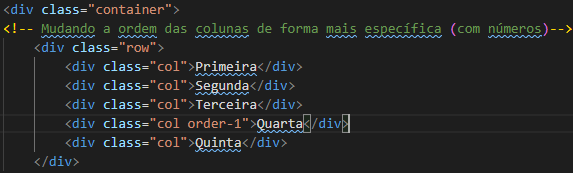 <div class="container">
<!-- Mudando a ordem das colunas de forma mais específica (com números)-->
<div class="row">
<div class="col">Primeira</div>
<div class="col">Segunda</div>
<div class="col">Terceira</div>
<div class="col order-1">Quarta</div>
<div class="col">Quinta</div>
</div>